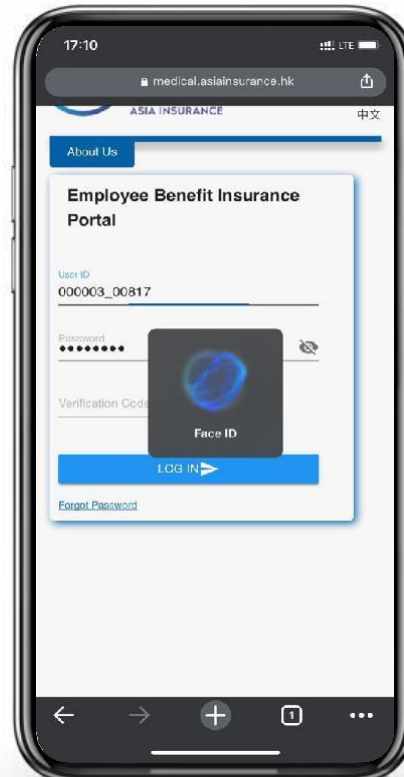 17:10
LTE
medical.asiainsurance.hk
ASIA INSURANCE
中文
About Us
Employee Benefit Insurance
Portal
User ID
000003_00817
Password
Verification Code
Face ID
LOG IN
Forgot Password
1